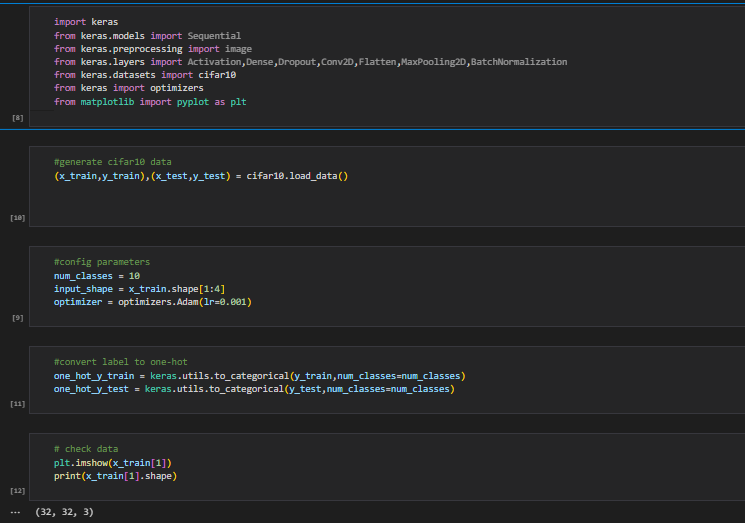 import keras
from keras.models import Sequential
from keras.preprocessing import image
from keras.layers import Activation,Dense,Dropout,Conv2D,Flatten,MaxPooling2D,BatchNormalization
from keras.datasets import cifar10
from keras import optimizers
from matplotlib import pyplot as plt
[8]
#generate cifar10 data
(x_train,y_train),(x_test,y_test) = cifar10.load_data()
[10]
#config parameters
num_classes = 10
input_shape = x_train.shape[1:4]
optimizer = optimizers.Adam(lr=0.001)
[9]
#convert label to one-hot
one_hot_y_train = keras.utils.to_categorical(y_train,num_classes=num_classes)
one_hot_y_test = keras.utils.to_categorical(y_test,num_classes=num_classes)
[11]
# check data
plt.imshow(x_train[1])
print(x_train[1].shape)
[12]
... (32, 32, 3)